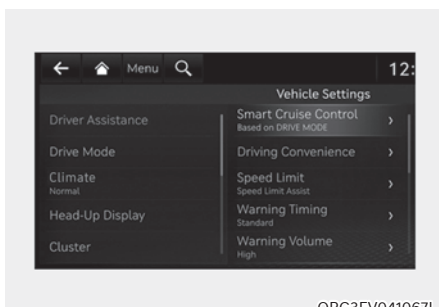 Menu
12:
Vehicle Settings
Driver Assistance
Drive Mode
Climate
Normal
Head-Up Display
Cluster
Smart Cruise Control
Based on DRIVE MODE
Driving Convenience
Speed Limit
Speed Limit Assist
Warning Timing
Standard
Warning Volume
High